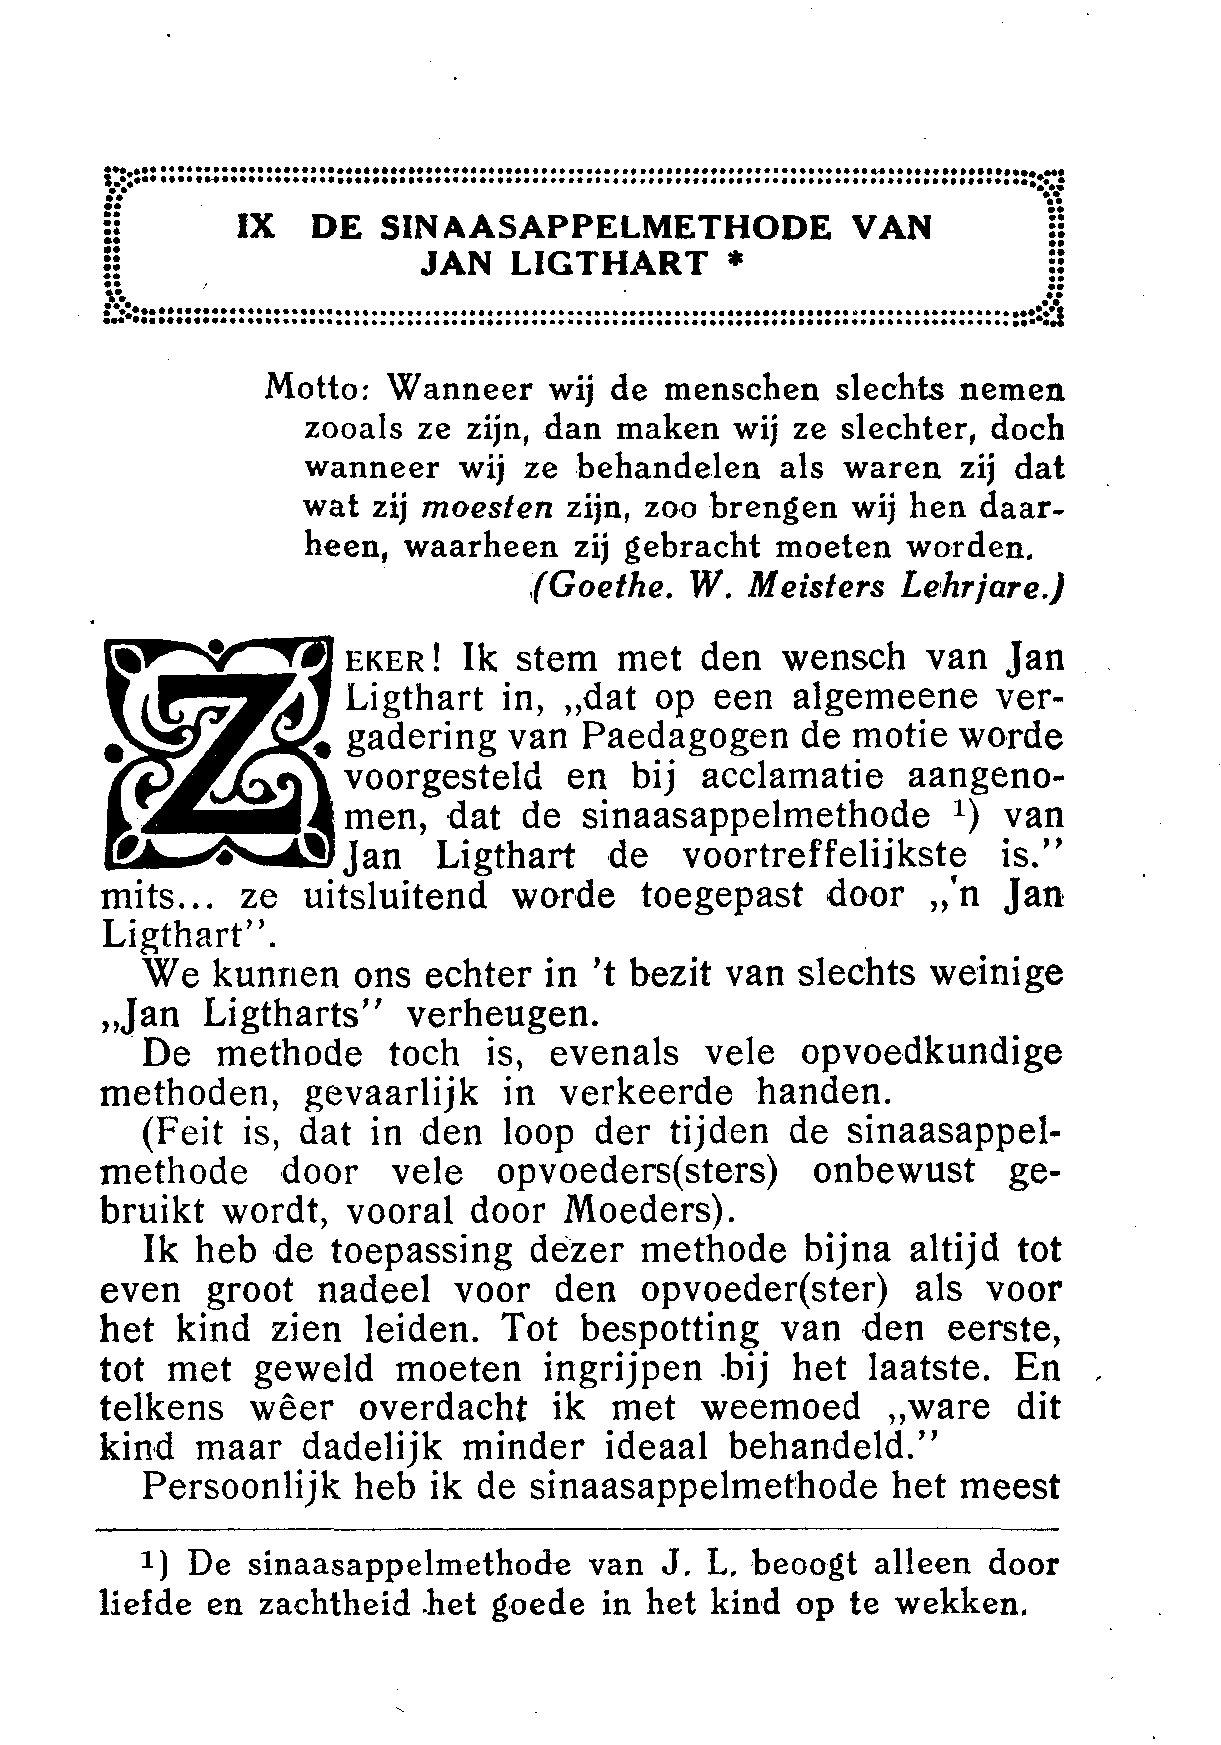 IX DE SINAASAPPELMETHODE VAN
JAN LIGTHART *
Motto: Wanneer wij de menschen slechts nemen
zooals ze zijn, dan maken wij ze slechter, doch
wanneer wij ze behandelen als waren zij dat
wat zij moesten zijn, zoo brengen wij hen daar-
heen, waarheen zij gebracht moeten worden.
(Goethe. W. Meisters Lehrjare.)
ZEKER! Ik stem met den wensch van Jan
Ligthart in, „dat op een algemeene ver-
gadering van Paedagogen de motie worde
voorgesteld en bij acclamatie aangeno-
men, dat de sinaasappelmethode ¹) van
Jan Ligthart de voortreffelijkste is.”
mits... ze uitsluitend worde toegepast door „'n Jan
Ligthart”.
We kunnen ons echter in 't bezit van slechts weinige
„Jan Ligtharts” verheugen.
De methode toch is, evenals vele opvoedkundige
methoden, gevaarlijk in verkeerde handen.
(Feit is, dat in den loop der tijden de sinaasappel-
methode door vele opvoeders(sters) onbewust ge-
bruikt wordt, vooral door Moeders).
Ik heb de toepassing dezer methode bijna altijd tot
even groot nadeel voor den opvoeder(ster) als voor
het kind zien leiden. Tot bespotting van den eerste,
tot met geweld moeten ingrijpen bij het laatste. En
telkens wêer overdacht ik met weemoed „ware dit
kind maar dadelijk minder ideaal behandeld.”
Persoonlijk heb ik de sinaasappelmethode het meest
¹) De sinaasappelmethode van J. L. beoogt alleen door
liefde en zachtheid het goede in het kind op te wekken.